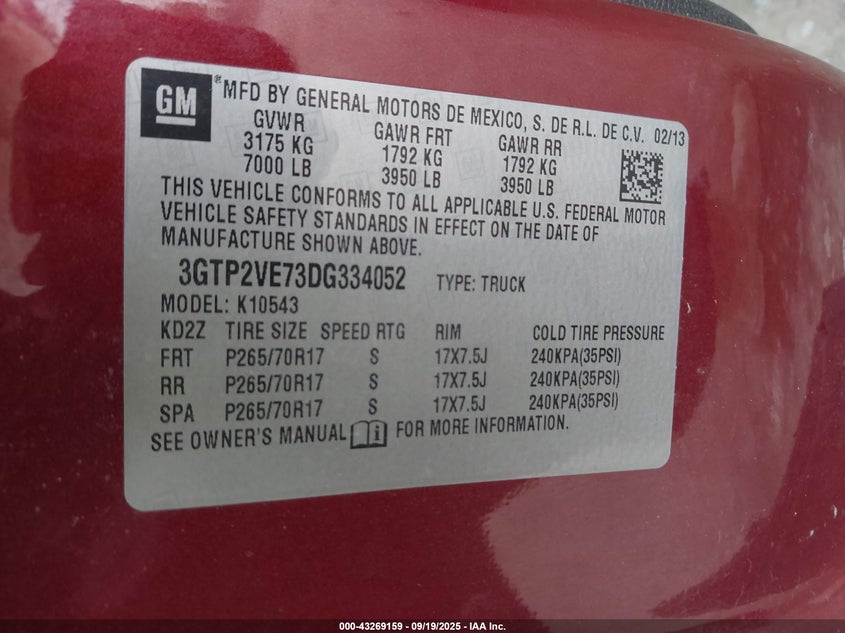 GM
® MFD BY GENERAL MOTORS DE MEXICO, S. DE R.L. DE C.V. 02/13
GVWR GAWR FRT GAWR RR
3175 KG 1792 KG 1792 KG
7000 LB 3950 LB 3950 LB
THIS VEHICLE CONFORMS TO ALL APPLICABLE U.S. FEDERAL MOTOR
VEHICLE SAFETY STANDARDS IN EFFECT ON THE DATE OF
MANUFACTURE SHOWN ABOVE.
3GTP2VE73DG334052 TYPE: TRUCK
MODEL: K10543
KD2Z TIRE SIZE SPEED RTG RIM COLD TIRE PRESSURE
FRT P265/70R17 S 17X7.5J 240KPA(35PSI)
RR P265/70R17 S 17X7.5J 240KPA(35PSI)
SPA P265/70R17 S 17X7.5J 240KPA(35PSI)
SEE OWNER'S MANUAL i FOR MORE INFORMATION.
000-43269159 - 09/19/2025 - IAA Inc.